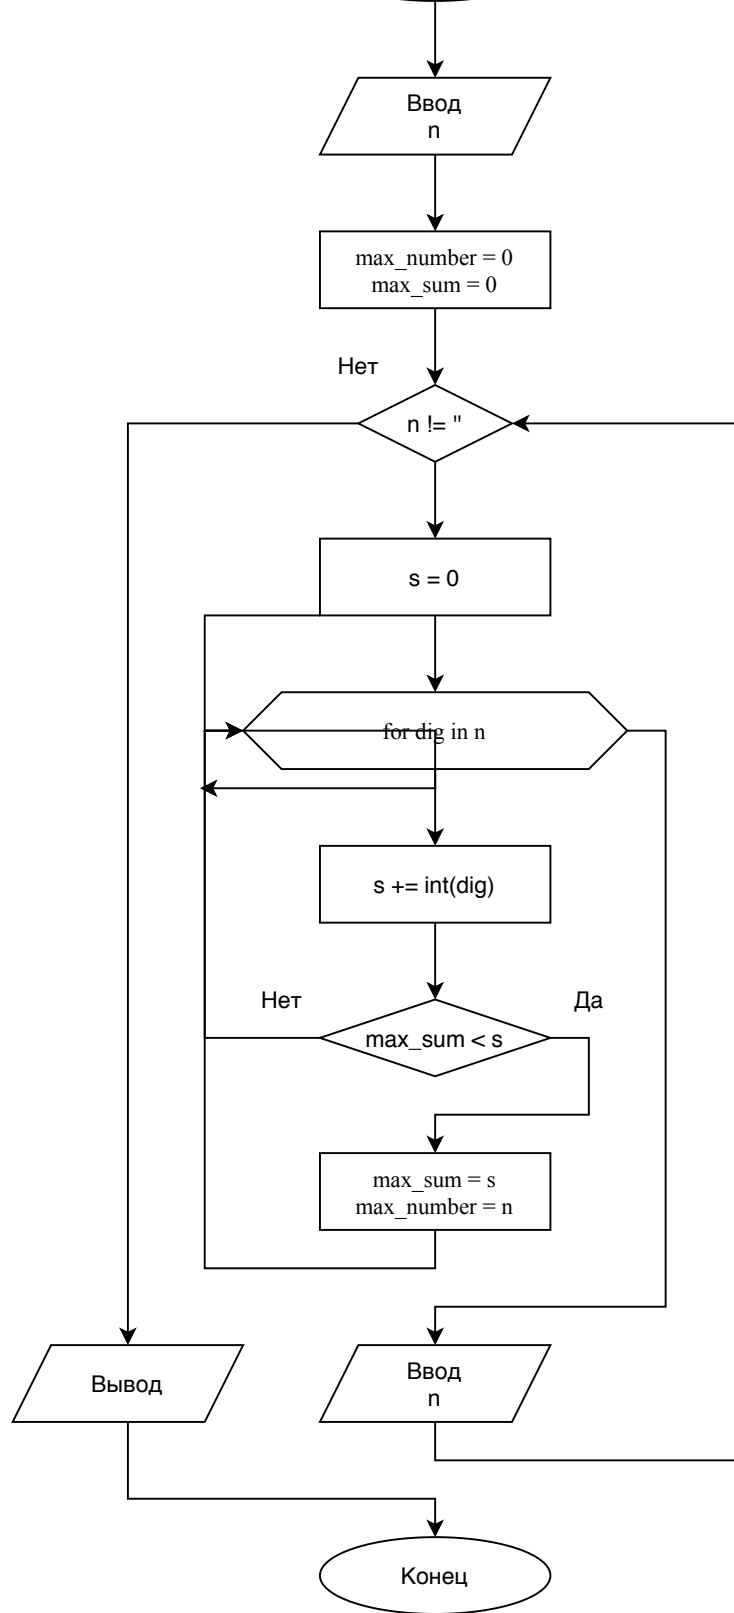 Ввод
n
max_number = 0
max_sum = 0
Нет
n != "
s = 0
for dig in n
s += int(dig)
Нет
Да
max_sum < s
max_sum = s
max_number = n
Вывод
Ввод
n
Конец